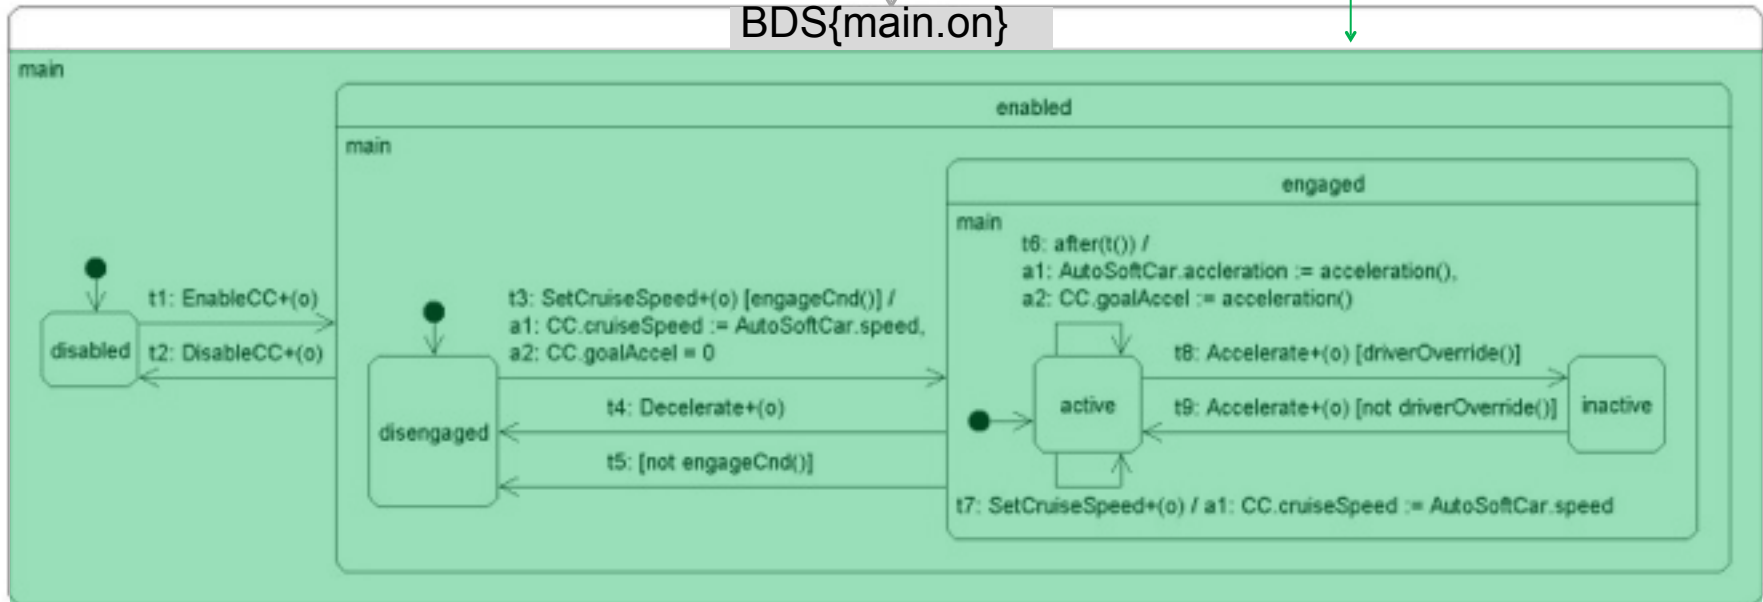 BDS{main.on}
main
enabled
main
engaged
main
t6: after(t()) /
a1: AutoSoftCar.accleration := acceleration(),
a2: CC.goalAccel := acceleration()
t1: EnableCC+(o)
t3: SetCruiseSpeed+(o) [engageCnd()] /
a1: CC.cruiseSpeed := AutoSoftCar.speed,
a2: CC.goalAccel = 0
disabled
t2: DisableCC+(o)
t8: Accelerate+(o) [driverOverride()]
t4: Decelerate+(o)
active
t9: Accelerate+(o) [not driverOverride()]
inactive
disengaged
t5: [not engageCnd()]
t7: SetCruiseSpeed+(o) / a1: CC.cruiseSpeed := AutoSoftCar.speed